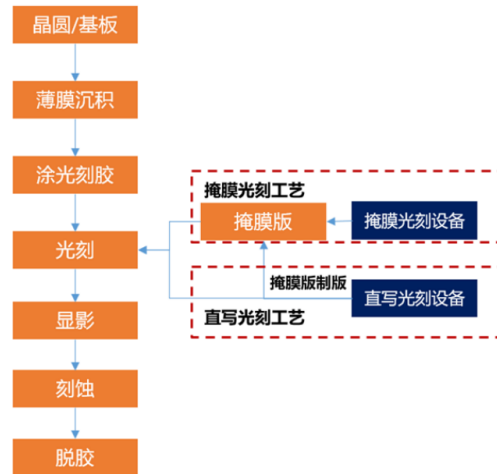 晶圆/基板
薄膜沉积
涂光刻胶
光刻
显影
刻蚀
脱胶
掩膜光刻工艺
掩膜版
掩膜光刻设备
掩膜版制版
直写光刻设备
直写光刻工艺